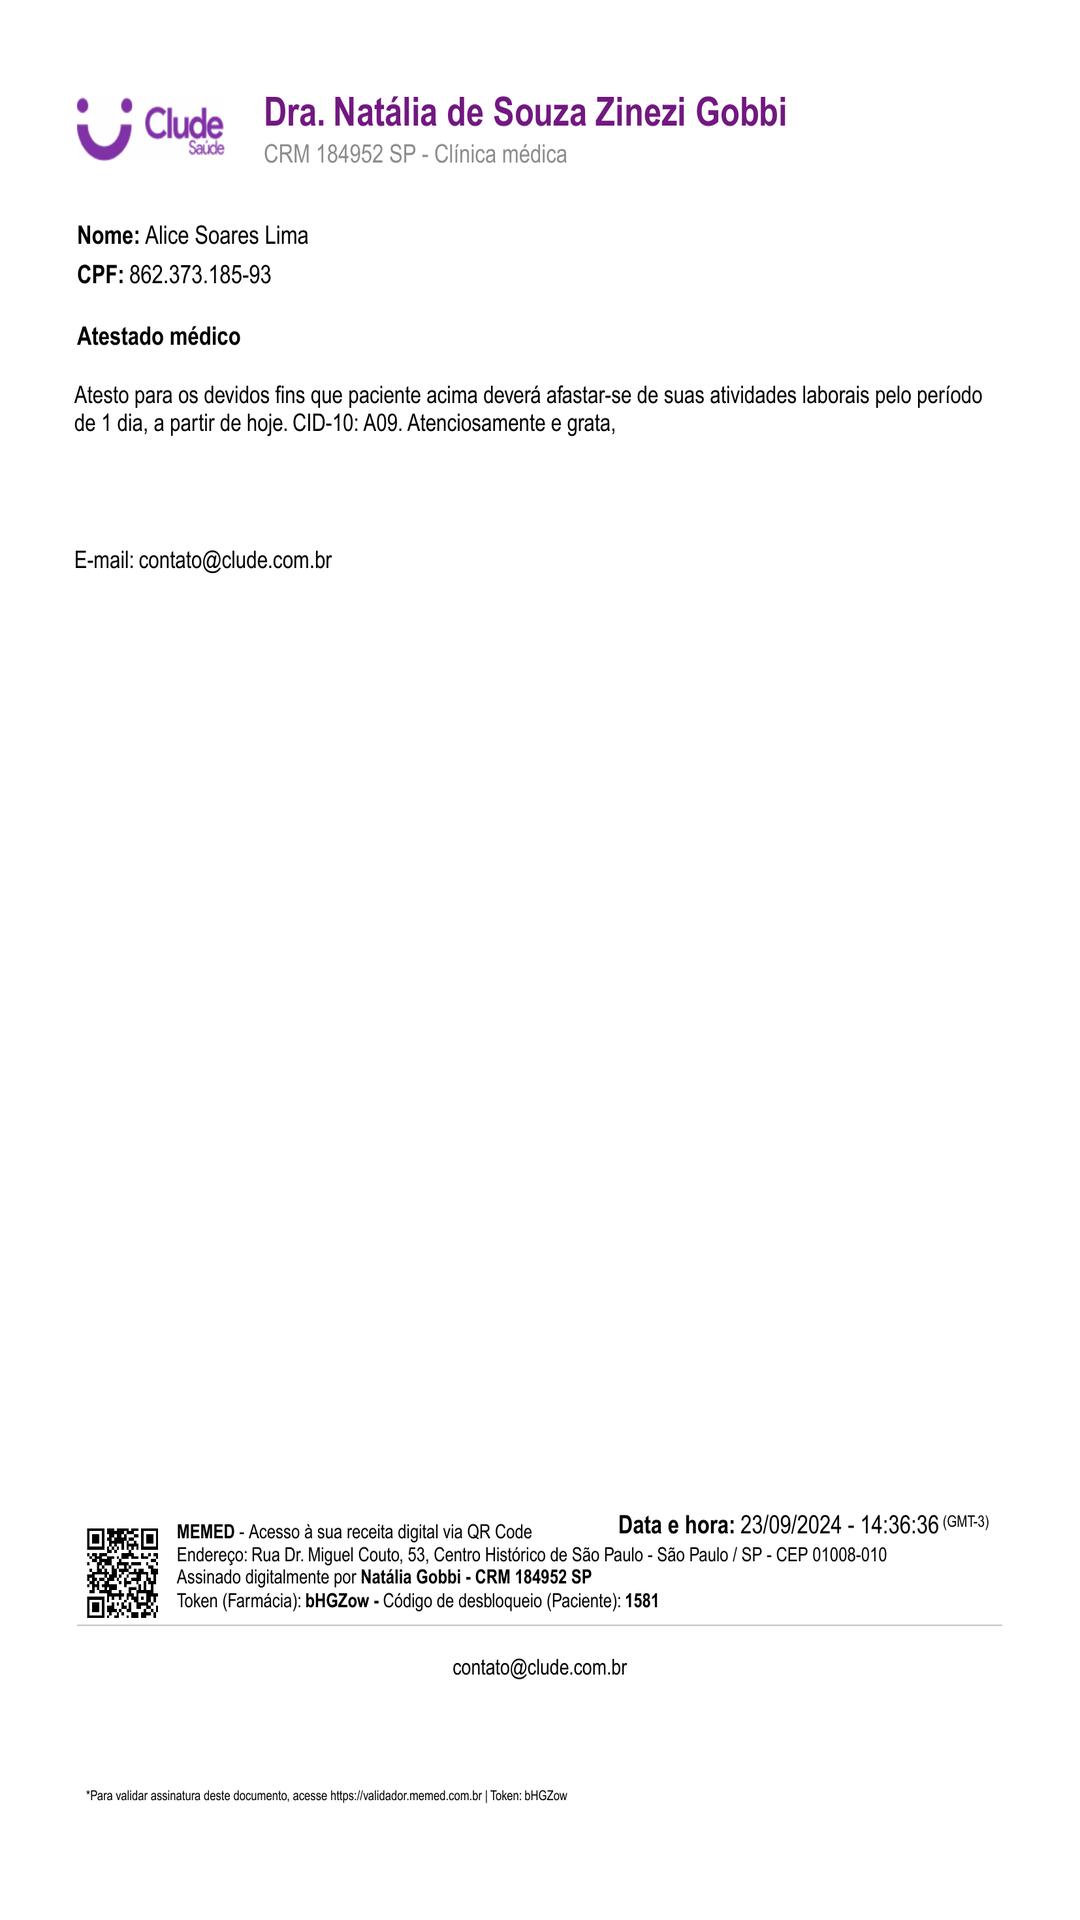 Clude
Saúde
Dra. Natália de Souza Zinezi Gobbi
CRM 184952 SP - Clínica médica
Nome: Alice Soares Lima
CPF: 862.373.185-93
Atestado médico
Atesto para os devidos fins que paciente acima deverá afastar-se de suas atividades laborais pelo período
de 1 dia, a partir de hoje. CID-10: A09. Atenciosamente e grata,
E-mail: contato@clude.com.br
Data e hora: 23/09/2024 - 14:36:36 (GMT-3)
MEMED - Acesso à sua receita digital via QR Code
Endereço: Rua Dr. Miguel Couto, 53, Centro Histórico de São Paulo - São Paulo / SP - CEP 01008-010
Assinado digitalmente por Natália Gobbi - CRM 184952 SP
Token (Farmácia): bHGZow - Código de desbloqueio (Paciente): 1581
contato@clude.com.br
*Para validar assinatura deste documento, acesse https://validador.memed.com.br | Token: bHGZow